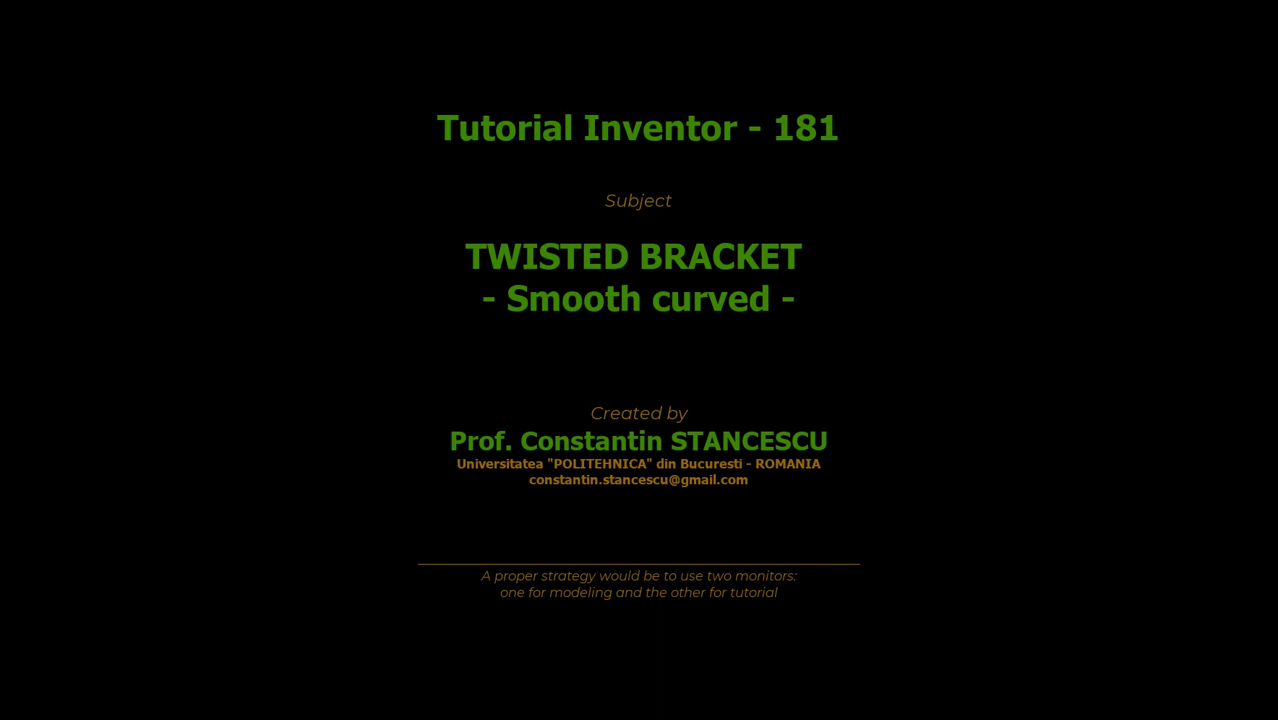 Tutorial Inventor - 181
Subject
TWISTED BRACKET
- Smooth curved -
Created by
Prof. Constantin STANCESCU
Universitatea "POLITEHNICA" din Bucuresti - ROMANIA
constantin.stancescu@gmail.com
A proper strategy would be to use two monitors:
one for modeling and the other for tutorial